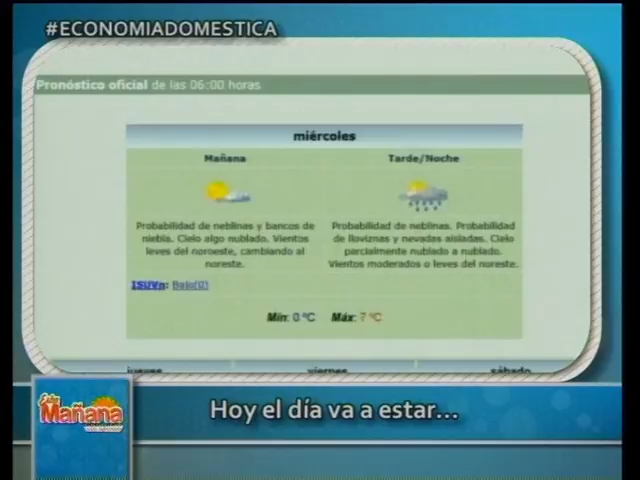 #ECONOMIADOMESTICA
Pronóstico oficial de las 06:00 horas
miércoles
Mañana
Tarde/Noche
Probabilidad de neblinas y bancos de
niebla. Cielo algo nublado. Vientos
leves del noroeste, cambiando al
noreste.
Probabilidad de neblinas. Probabilidad
de lloviznas y nevadas aisladas. Cielo
parcialmente nublado a nublado.
Vientos moderados o leves del noreste.
ISUVn: Bajo(0)
Mín: 0 ºC Máx: 7 ºC
jueves viernes sábado
Mañana
Hoy el día va a estar...